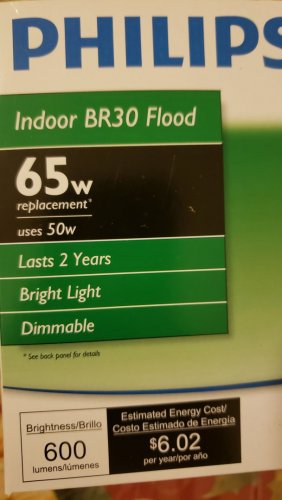 PHILIPS
Indoor BR30 Flood
65w
replacement*
uses 50w
Lasts 2 Years
Bright Light
Dimmable
* See back panel for details
Brightness/Brillo
600
lumens/lúmenes
Estimated Energy Cost/
Costo Estimado de Energía
$6.02
per year/por año